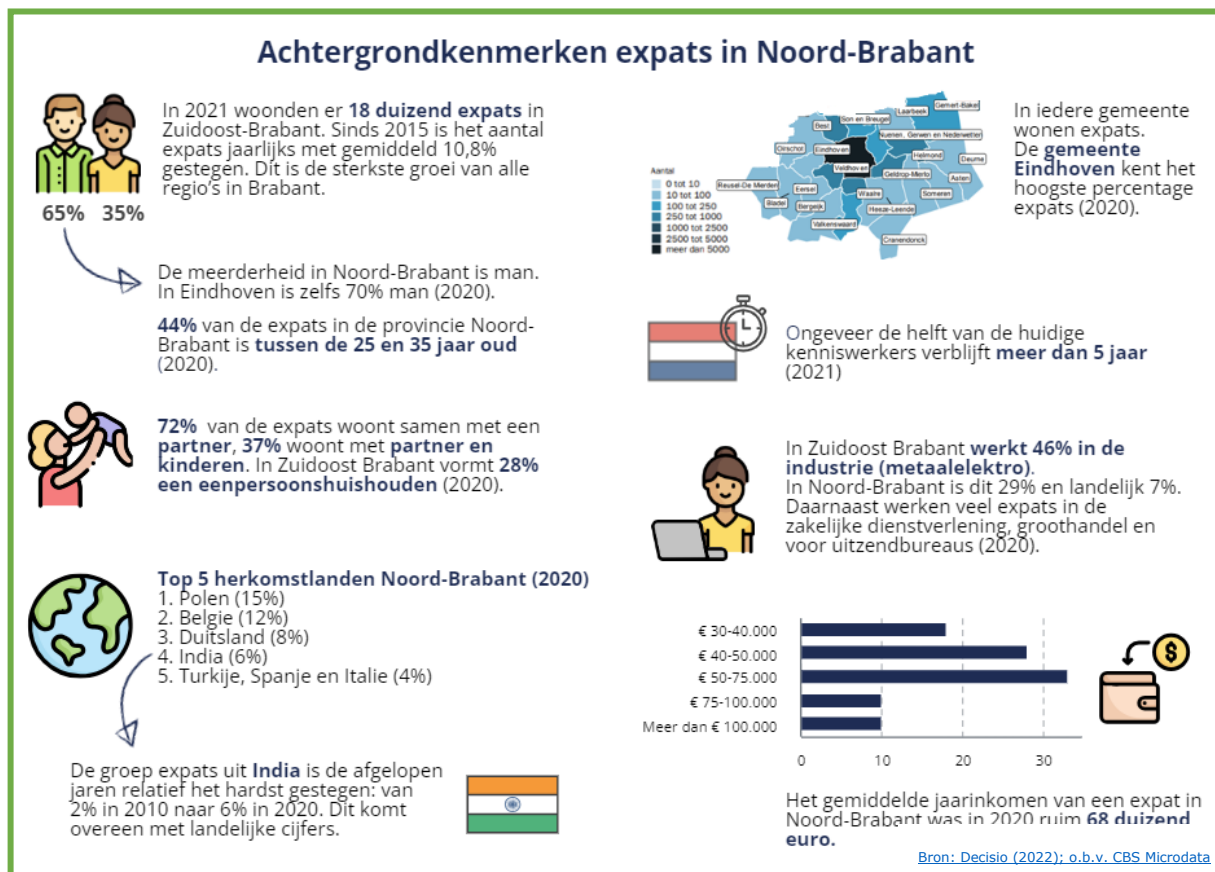 Achtergrondkenmerken expats in Noord-Brabant
In 2021 woonden er 18 duizend expats in
Zuidoost-Brabant. Sinds 2015 is het aantal
expats jaarlijks met gemiddeld 10,8%
gestegen. Dit is de sterkste groei van alle
regio's in Brabant.
65% 35%
De meerderheid in Noord-Brabant is man.
In Eindhoven is zelfs 70% man (2020).
44% van de expats in de provincie Noord-
Brabant is tussen de 25 en 35 jaar oud
(2020).
72% van de expats woont samen met een
partner, 37% woont met partner en
kinderen. In Zuidoost Brabant vormt 28%
een eenpersoonshuishouden (2020).
Top 5 herkomstlanden Noord-Brabant (2020)
1. Polen (15%)
2. Belgie (12%)
3. Duitsland (8%)
4. India (6%)
5. Turkije, Spanje en Italie (4%)
De groep expats uit India is de afgelopen
jaren relatief het hardst gestegen: van
2% in 2010 naar 6% in 2020. Dit komt
overeen met landelijke cijfers.
Gemert-Bakel
Laarbeek
Son en Breugel
Best
Nuenen, Gerwen en Nederwetten
Oirschot
Eindhoven
Helmond
Deurne
Veldhoven
Geldrop-Mierlo
Asten
Reusel-De Mierden
Eersel
Waalre
Someren
Bladel
Bergeijk
Heeze-Leende
Valkenswaard
Cranendonck
Aantal
0 tot 10
10 tot 100
100 tot 250
250 tot 1000
1000 tot 2500
2500 tot 5000
meer dan 5000
In iedere gemeente
wonen expats.
De gemeente
Eindhoven kent het
hoogste percentage
expats (2020).
Ongeveer de helft van de huidige
kenniswerkers verblijft meer dan 5 jaar
(2021)
In Zuidoost Brabant werkt 46% in de
industrie (metaalelektro).
In Noord-Brabant is dit 29% en landelijk 7%.
Daarnaast werken veel expats in de
zakelijke dienstverlening, groothandel en
voor uitzendbureaus (2020).
€ 30-40.000
€ 40-50.000
€ 50-75.000
€ 75-100.000
Meer dan € 100.000
0 10 20 30
$
Het gemiddelde jaarinkomen van een expat in
Noord-Brabant was in 2020 ruim 68 duizend
euro.
Bron: Decisio (2022); o.b.v. CBS Microdata